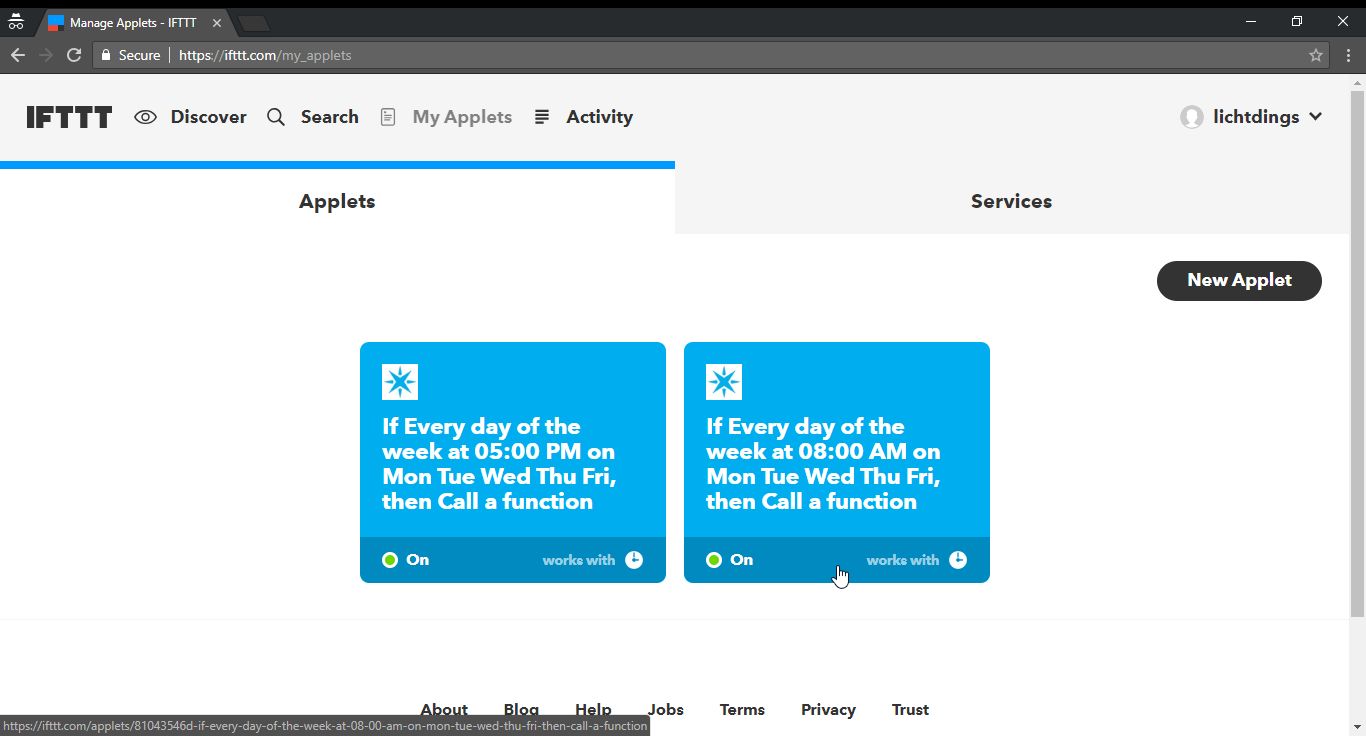 Manage Applets - IFTTT
Secure https://ifttt.com/my_applets
IFTTT Discover Search My Applets Activity lichtdings
Applets Services
New Applet
If Every day of the
week at 05:00 PM on
Mon Tue Wed Thu Fri,
then Call a function
On works with
If Every day of the
week at 08:00 AM on
Mon Tue Wed Thu Fri,
then Call a function
On works with
About Blog Help Jobs Terms Privacy Trust
https://ifttt.com/applets/81043546d-if-every-day-of-the-week-at-08-00-am-on-mon-tue-wed-thu-fri-then-call-a-function